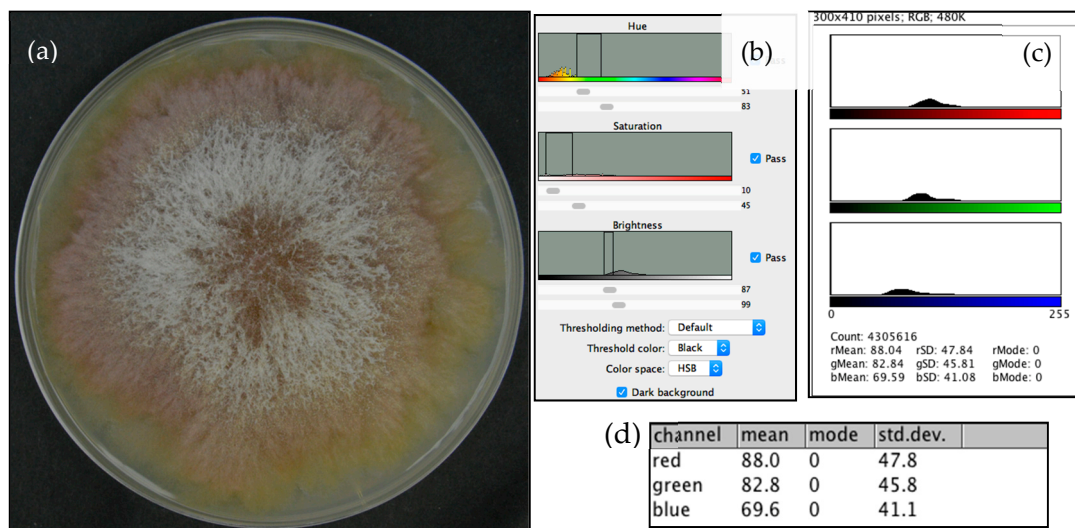 (a)
Hue
(b)
51
83
Saturation
Pass
10
45
Brightness
Pass
87
99
Thresholding method: Default
Threshold color: Black
Color space: HSB
Dark background
300x410 pixels; RGB; 480K
(c)
0 255
Count: 4305616
rMean: 88.04 rSD: 47.84 rMode: 0
gMean: 82.84 gSD: 45.81 gMode: 0
bMean: 69.59 bSD: 41.08 bMode: 0
(d)
channel mean mode std.dev.
red 88.0 0 47.8
green 82.8 0 45.8
blue 69.6 0 41.1